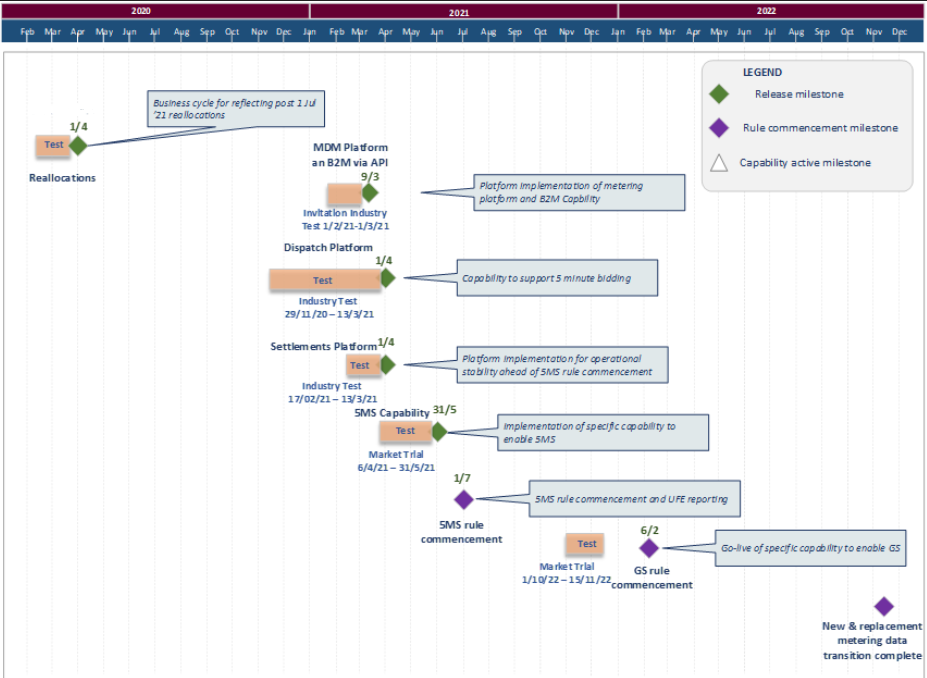 2020
2021
2022
Feb Mar Apr May Jun Jul Aug Sep Oct Nov Dec Jan Feb Mar Apr May Jun Jul Aug Sep Oct Nov Dec Jan Feb Mar Apr May Jun Jul Aug Sep Oct Nov Dec
LEGEND
Release milestone
Rule commencement milestone
Capability active milestone
Business cycle for reflecting post 1 Jul
'21 reallocations
1/4
Test
Reallocations
MDM Platform
an B2M via API
9/3
Invitation Industry
Test 1/2/21-1/3/21
Platform Implementation of metering
platform and B2M Capbility
Dispatch Platform
1/4
Test
Industry Test
29/11/20 – 13/3/21
Capability to support 5 minute bidding
Settlements Platform
1/4
Test
Industry Test
17/02/21 – 13/3/21
Platform Implementation for operational
stability ahead of 5MS rule commencement
5MS Capability
31/5
Test
Market Trial
6/4/21 – 31/5/21
Implementation of specific capability to
enable 5MS
1/7
5MS rule
commencement
5MS rule commencement and UFE reporting
Test
Market Trial
1/10/22 – 15/11/22
6/2
GS rule
commencement
Go-live of specific capability to enable GS
New & replacement
metering data
transition complete